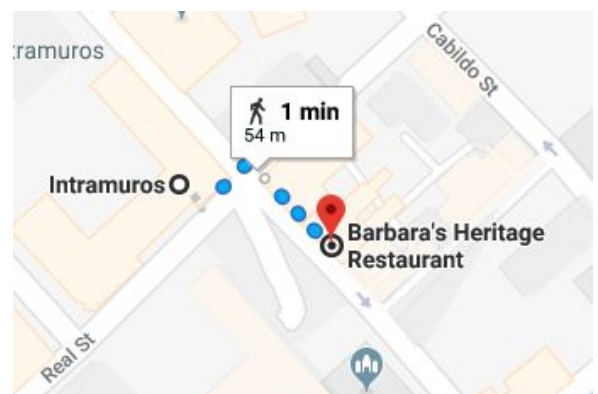 tramuros
Cabildo St
1 min
54 m
Intramuros
Barbara's Heritage
Restaurant
Real St